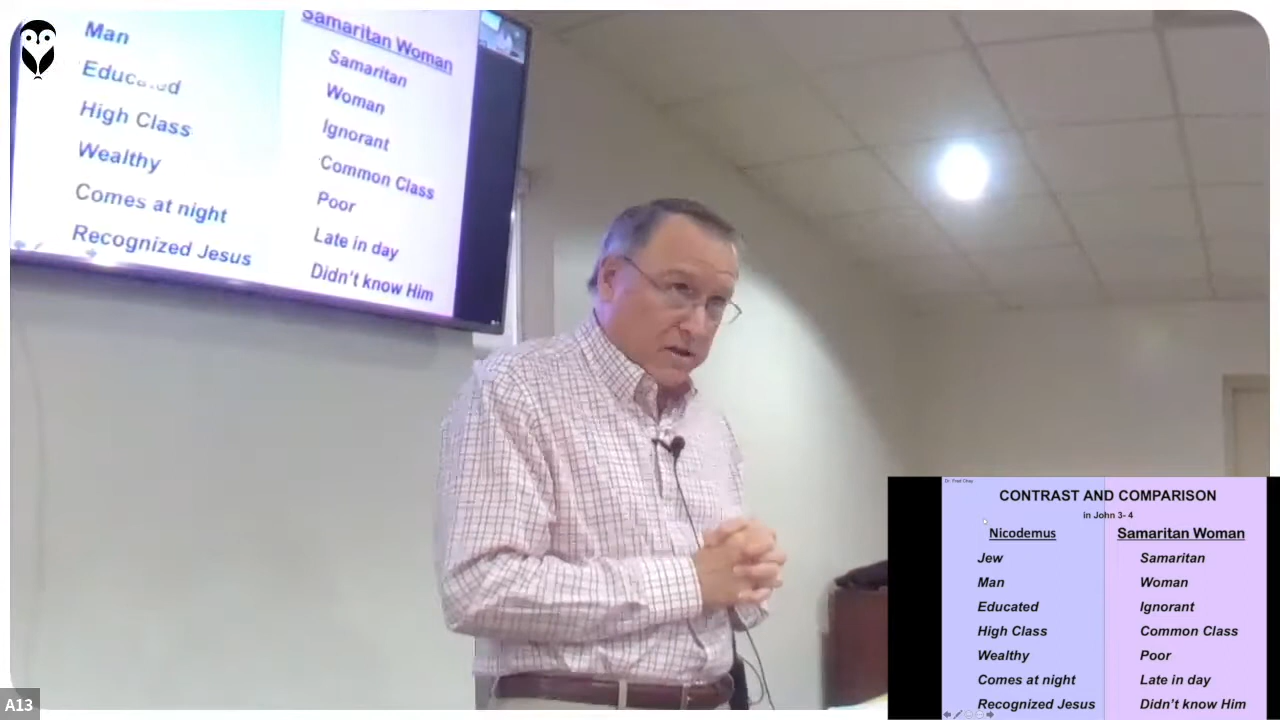 Samaritan Woman
Man Samaritan
Educated Woman
High Class Ignorant
Wealthy Common Class
Comes at night Poor
Recognized Jesus Late in day
Didn't know Him
Dr. Fred Chay
CONTRAST AND COMPARISON
in John 3- 4
Nicodemus Samaritan Woman
Jew Samaritan
Man Woman
Educated Ignorant
High Class Common Class
Wealthy Poor
Comes at night Late in day
Recognized Jesus Didn't know Him
A13